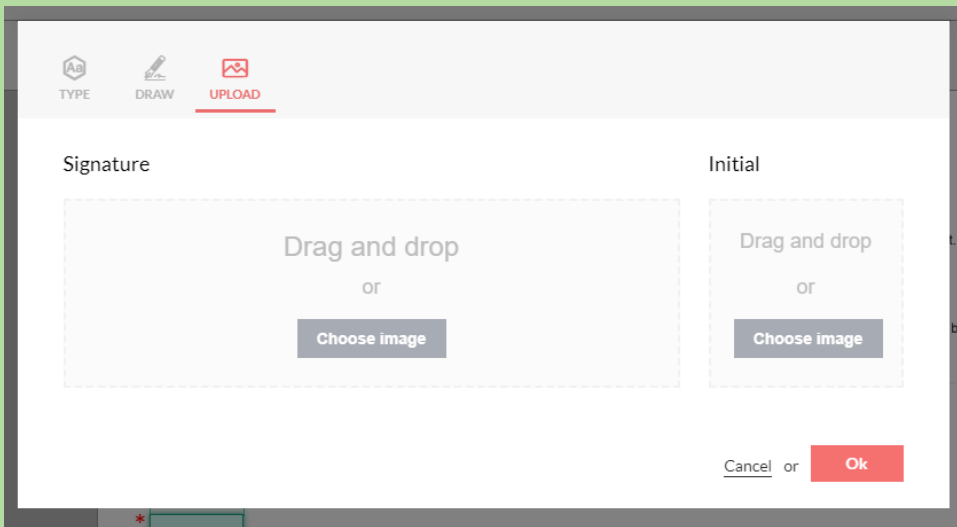 Aa
TYPE DRAW UPLOAD
Signature Initial
Drag and drop Drag and drop
or or
Choose image Choose image
Cancel or Ok
*